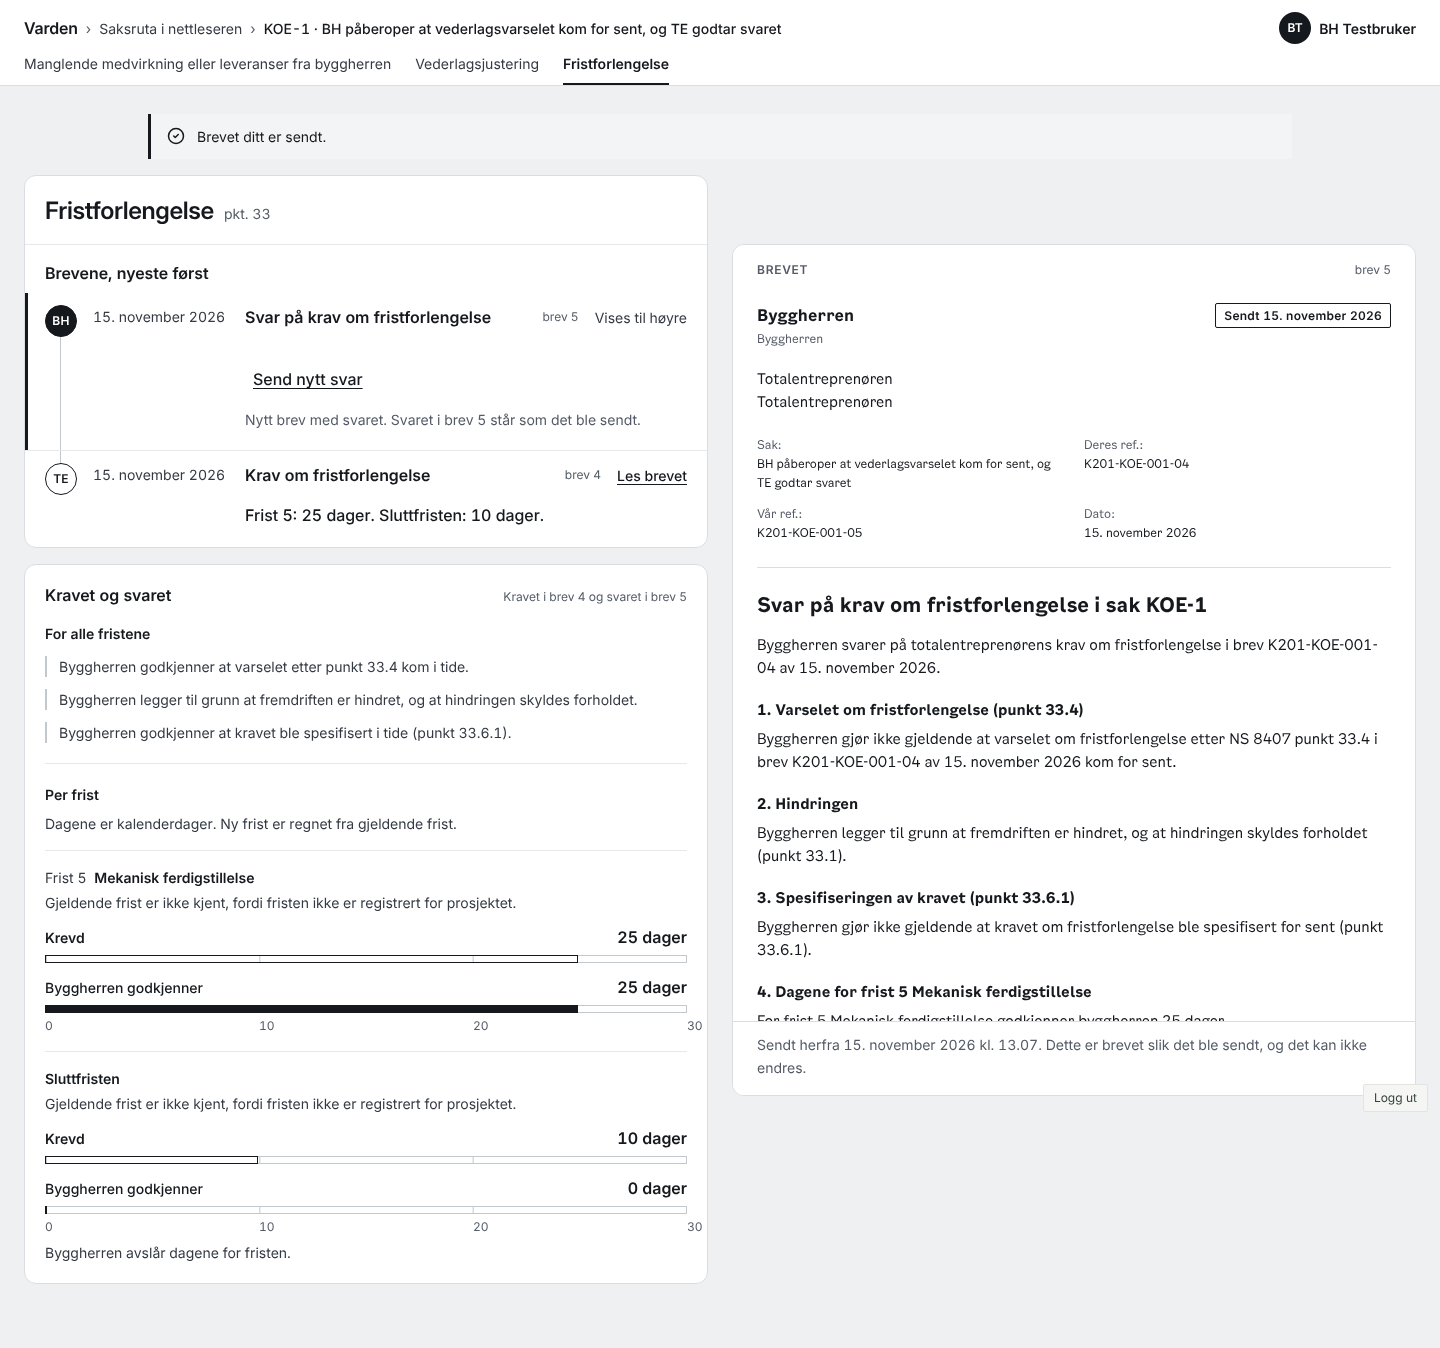 Varden › Saksruta i nettleseren › KOE-1 · BH påberoper at vederlagsvarselet kom for sent, og TE godtar svaret
BT BH Testbruker
Manglende medvirkning eller leveranser fra byggherren Vederlagsjustering Fristforlengelse
Brevet ditt er sendt.
Fristforlengelse pkt. 33
Brevene, nyeste først
BH 15. november 2026 Svar på krav om fristforlengelse brev 5 Vises til høyre
Send nytt svar
Nytt brev med svaret. Svaret i brev 5 står som det ble sendt.
TE 15. november 2026 Krav om fristforlengelse brev 4 Les brevet
Frist 5: 25 dager. Sluttfristen: 10 dager.
Kravet og svaret Kravet i brev 4 og svaret i brev 5
For alle fristene
Byggherren godkjenner at varselet etter punkt 33.4 kom i tide.
Byggherren legger til grunn at fremdriften er hindret, og at hindringen skyldes forholdet.
Byggherren godkjenner at kravet ble spesifisert i tide (punkt 33.6.1).
Per frist
Dagene er kalenderdager. Ny frist er regnet fra gjeldende frist.
Frist 5 Mekanisk ferdigstillelse
Gjeldende frist er ikke kjent, fordi fristen ikke er registrert for prosjektet.
Krevd 25 dager
Byggherren godkjenner 25 dager
0 10 20 30
Sluttfristen
Gjeldende frist er ikke kjent, fordi fristen ikke er registrert for prosjektet.
Krevd 10 dager
Byggherren godkjenner 0 dager
0 10 20 30
Byggherren avslår dagene for fristen.
BREVET brev 5
Byggherren Sendt 15. november 2026
Byggherren
Totalentreprenøren
Totalentreprenøren
Sak: Deres ref.:
BH påberoper at vederlagsvarselet kom for sent, og K201-KOE-001-04
TE godtar svaret
Vår ref.: Dato:
K201-KOE-001-05 15. november 2026
Svar på krav om fristforlengelse i sak KOE-1
Byggherren svarer på totalentreprenørens krav om fristforlengelse i brev K201-KOE-001-
04 av 15. november 2026.
1. Varselet om fristforlengelse (punkt 33.4)
Byggherren gjør ikke gjeldende at varselet om fristforlengelse etter NS 8407 punkt 33.4 i
brev K201-KOE-001-04 av 15. november 2026 kom for sent.
2. Hindringen
Byggherren legger til grunn at fremdriften er hindret, og at hindringen skyldes forholdet
(punkt 33.1).
3. Spesifiseringen av kravet (punkt 33.6.1)
Byggherren gjør ikke gjeldende at kravet om fristforlengelse ble spesifisert for sent (punkt
33.6.1).
4. Dagene for frist 5 Mekanisk ferdigstillelse
For frist 5 Mekanisk ferdigstillelse godkjenner byggherren 25 dager.
Sendt herfra 15. november 2026 kl. 13.07. Dette er brevet slik det ble sendt, og det kan ikke
endres.
Logg ut